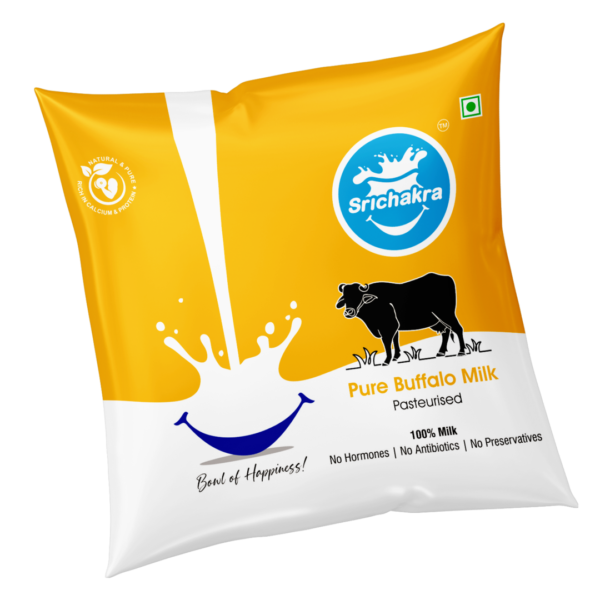 NATURAL & PURE
RICH IN CALCIUM & PROTEIN
TM
Srichakra
Pure Buffalo Milk
Pasteurised
100% Milk
No Hormones | No Antibiotics | No Preservatives
Bowl of Happiness!